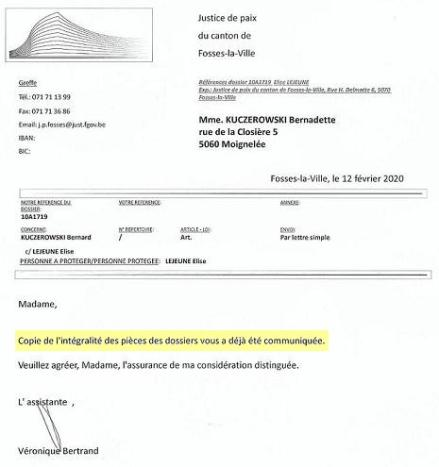 Justice de paix
du canton de
Fosses-la-Ville
Greffe
Tél.: 071 71 13 99
Fax: 071 71 36 86
Email: j.p.fosses@just.fgov.be
IBAN:
BIC:
Références dossier 10A1719 Elise LEJEUNE
Exp.: Justice de paix du canton de Fosses-la-Ville, Rue H. Delmotte 6, 5070
Fosses-la-Ville
Mme. KUCZEROWSKI Bernadette
rue de la Closière 5
5060 Moignelée
Fosses-la-Ville, le 12 février 2020
NOTRE REFERENCE DU DOSSIER VOTRE REFERENCE: ANNEXE:
10A1719
CONCERNE: N° RÉPERTOIRE: ARTICLE - LOI: ENVOI:
KUCZEROWSKI Bernard / Art. Par lettre simple
c/ LEJEUNE Elise
PERSONNE A PROTEGER/PERSONNE PROTEGEE: LEJEUNE Elise
Madame,
Copie de l'intégralité des pièces des dossiers vous a déjà été communiquée.
Veuillez agréer, Madame, l'assurance de ma considération distinguée.
L' assistante ,
Véronique Bertrand